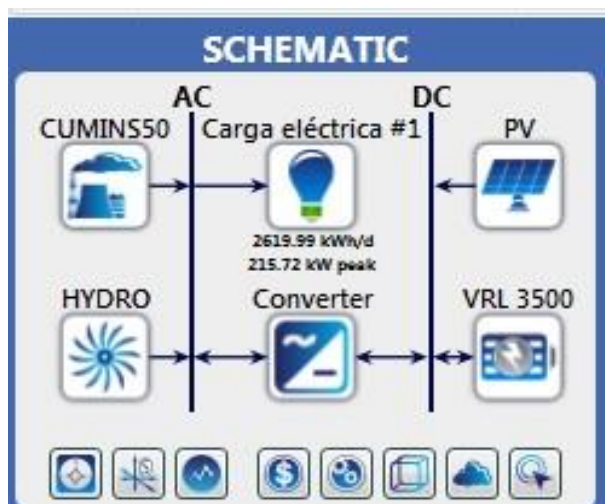 SCHEMATIC
AC DC
CUMINS50 Carga eléctrica #1 PV
2619.99 kWh/d
215.72 kW peak
HYDRO Converter VRL 3500